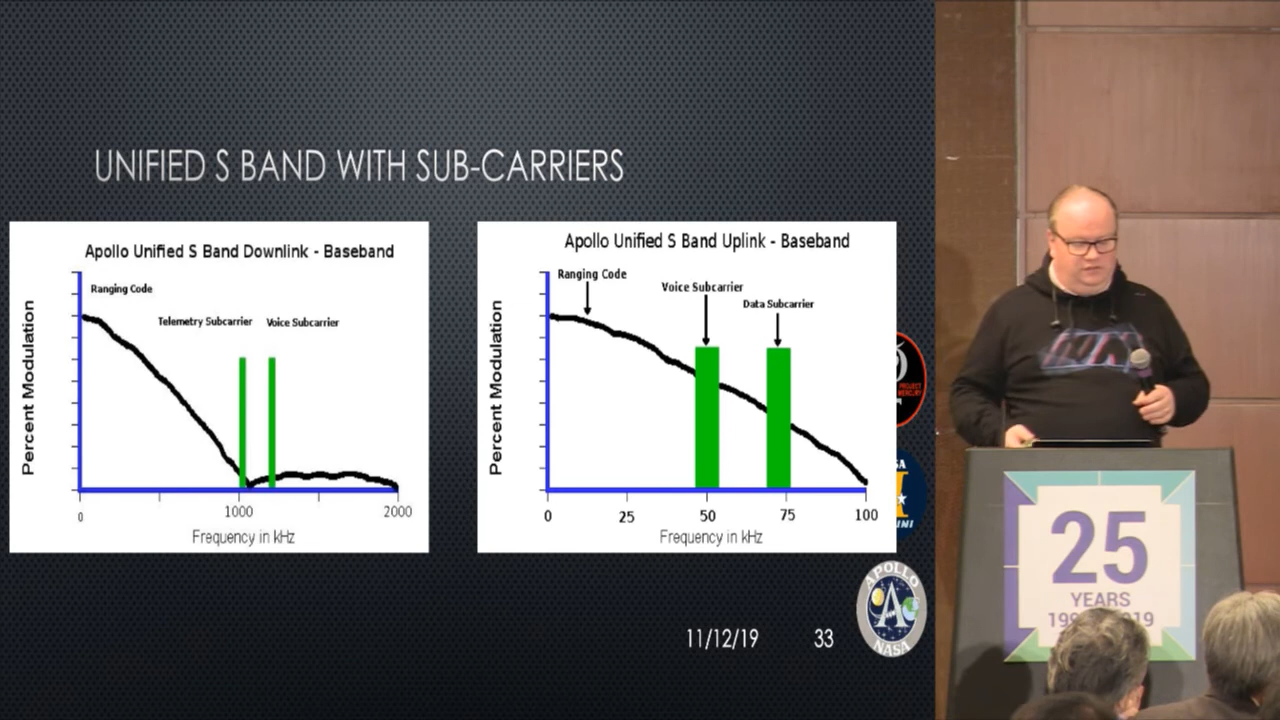 UNIFIED S BAND WITH SUB-CARRIERS
Apollo Unified S Band Downlink - Baseband
Percent Modulation
Ranging Code
Telemetry Subcarrier
Voice Subcarrier
0
1000
2000
Frequency in kHz
Apollo Unified S Band Uplink - Baseband
Percent Modulation
Ranging Code
Voice Subcarrier
Data Subcarrier
0
25
50
75
100
Frequency in kHz
PROJECT
MERCURY
APOLLO
A
NASA
11/12/19
33
25
YEARS